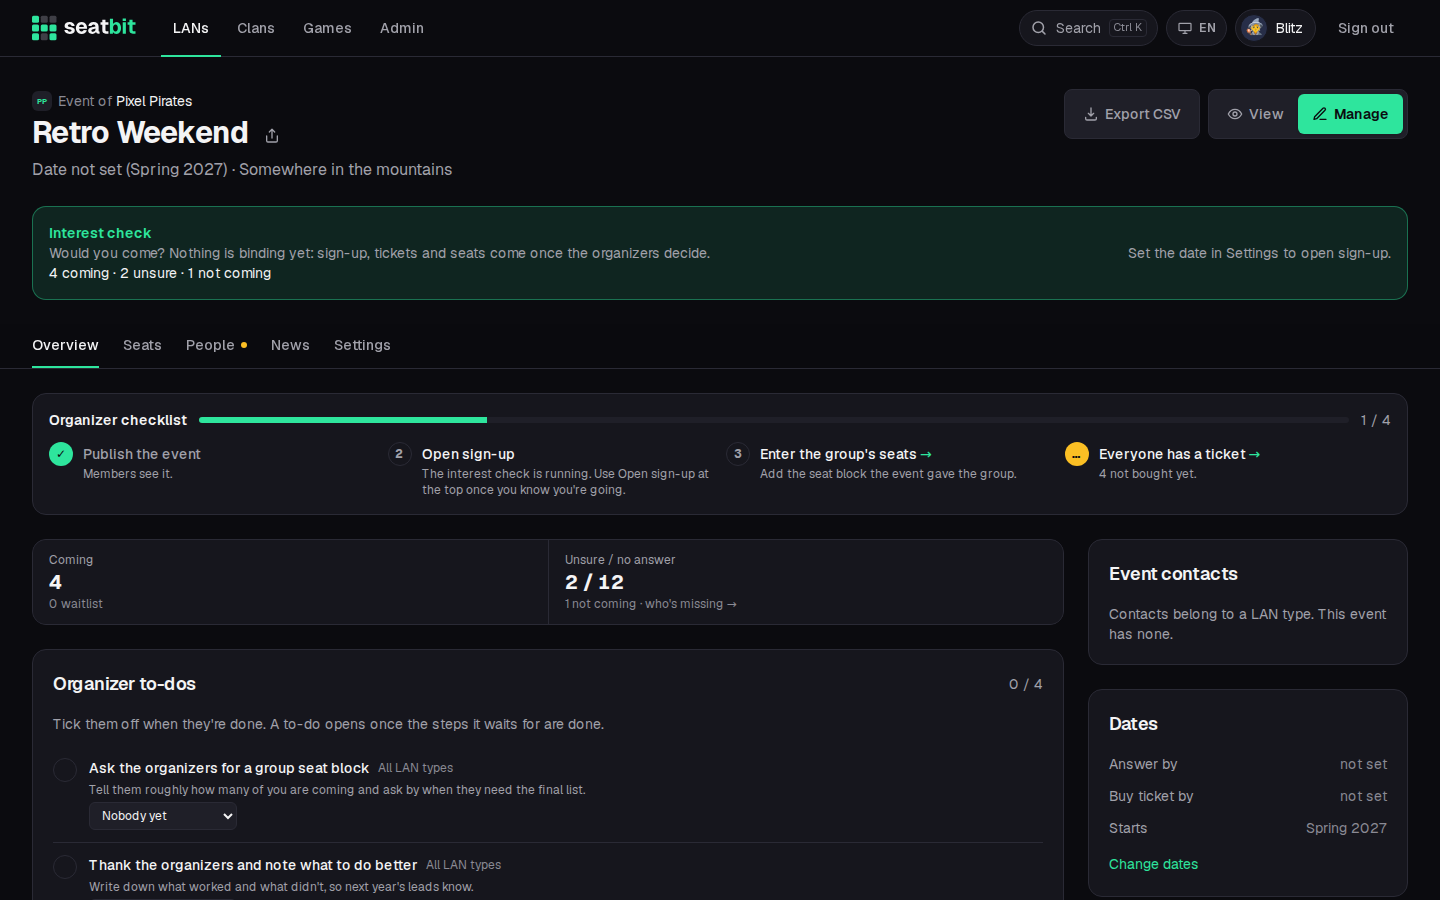 seatbit
LANs
Clans
Games
Admin
Search Ctrl K
EN
Blitz
Sign out
PP Event of Pixel Pirates
Retro Weekend
Date not set (Spring 2027) · Somewhere in the mountains
Export CSV
View
Manage
Interest check
Would you come? Nothing is binding yet: sign-up, tickets and seats come once the organizers decide.
4 coming · 2 unsure · 1 not coming
Set the date in Settings to open sign-up.
Overview
Seats
People
News
Settings
Organizer checklist
1 / 4
✓ Publish the event
Members see it.
2 Open sign-up
The interest check is running. Use Open sign-up at
the top once you know you're going.
3 Enter the group's seats →
Add the seat block the event gave the group.
… Everyone has a ticket →
4 not bought yet.
Coming
4
0 waitlist
Unsure / no answer
2 / 12
1 not coming · who's missing →
Event contacts
Contacts belong to a LAN type. This event
has none.
Organizer to-dos
0 / 4
Tick them off when they're done. A to-do opens once the steps it waits for are done.
Ask the organizers for a group seat block All LAN types
Tell them roughly how many of you are coming and ask by when they need the final list.
Nobody yet
Thank the organizers and note what to do better All LAN types
Write down what worked and what didn't, so next year's leads know.
Dates
Answer by not set
Buy ticket by not set
Starts Spring 2027
Change dates